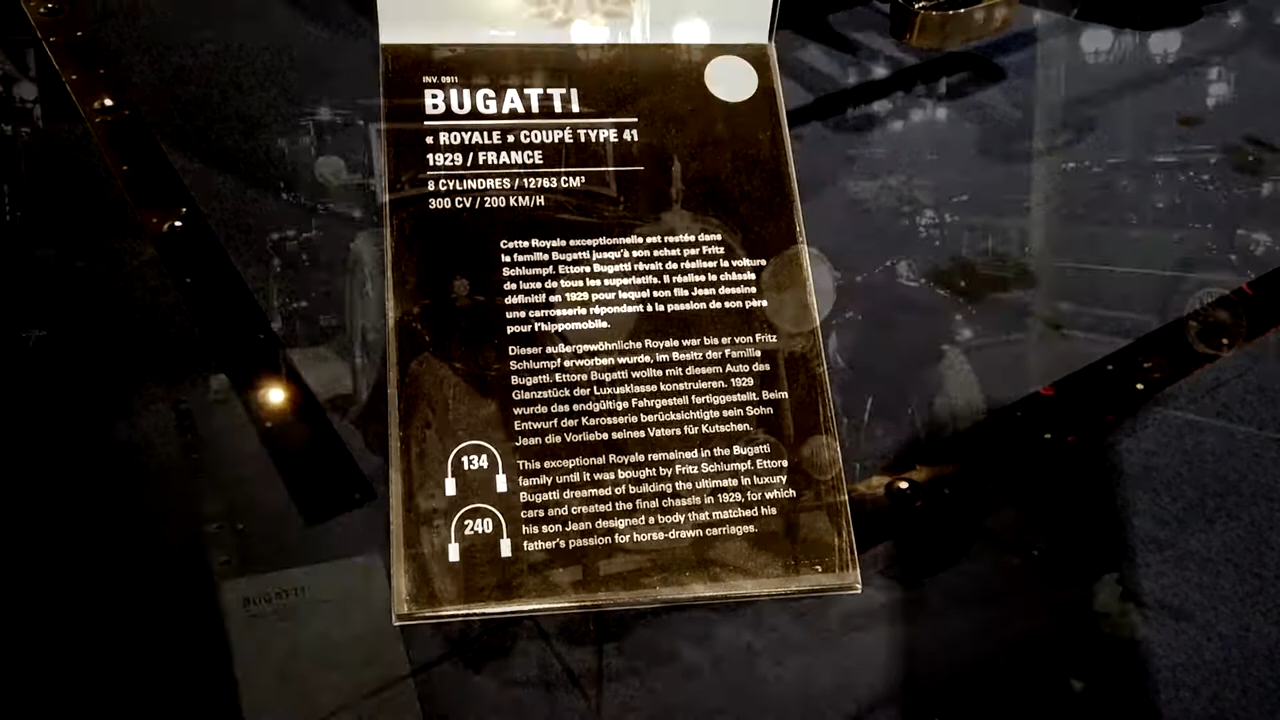 INV. 0911
BUGATTI
« ROYALE » COUPÉ TYPE 41
1929 / FRANCE
8 CYLINDRES / 12763 CM³
300 CV / 200 KM/H
Cette Royale exceptionnelle est restée dans
la famille Bugatti jusqu'à son achat par Fritz
Schlumpf. Ettore Bugatti rêvait de réaliser la voiture
de luxe de tous les superlatifs. Il réalise le châssis
définitif en 1929 pour lequel son fils Jean dessine
une carrosserie répondant à la passion de son père
pour l'hippomobile.
Dieser außergewöhnliche Royale war bis er von Fritz
Schlumpf erworben wurde, im Besitz der Familie
Bugatti. Ettore Bugatti wollte mit diesem Auto das
Glanzstück der Luxusklasse konstruieren. 1929
wurde das endgültige Fahrgestell fertiggestellt. Beim
Entwurf der Karosserie berücksichtigte sein Sohn
Jean die Vorliebe seines Vaters für Kutschen.
134
This exceptional Royale remained in the Bugatti
family until it was bought by Fritz Schlumpf. Ettore
Bugatti dreamed of building the ultimate in luxury
cars and created the final chassis in 1929, for which
his son Jean designed a body that matched his
father's passion for horse-drawn carriages.
240
BUGATTI